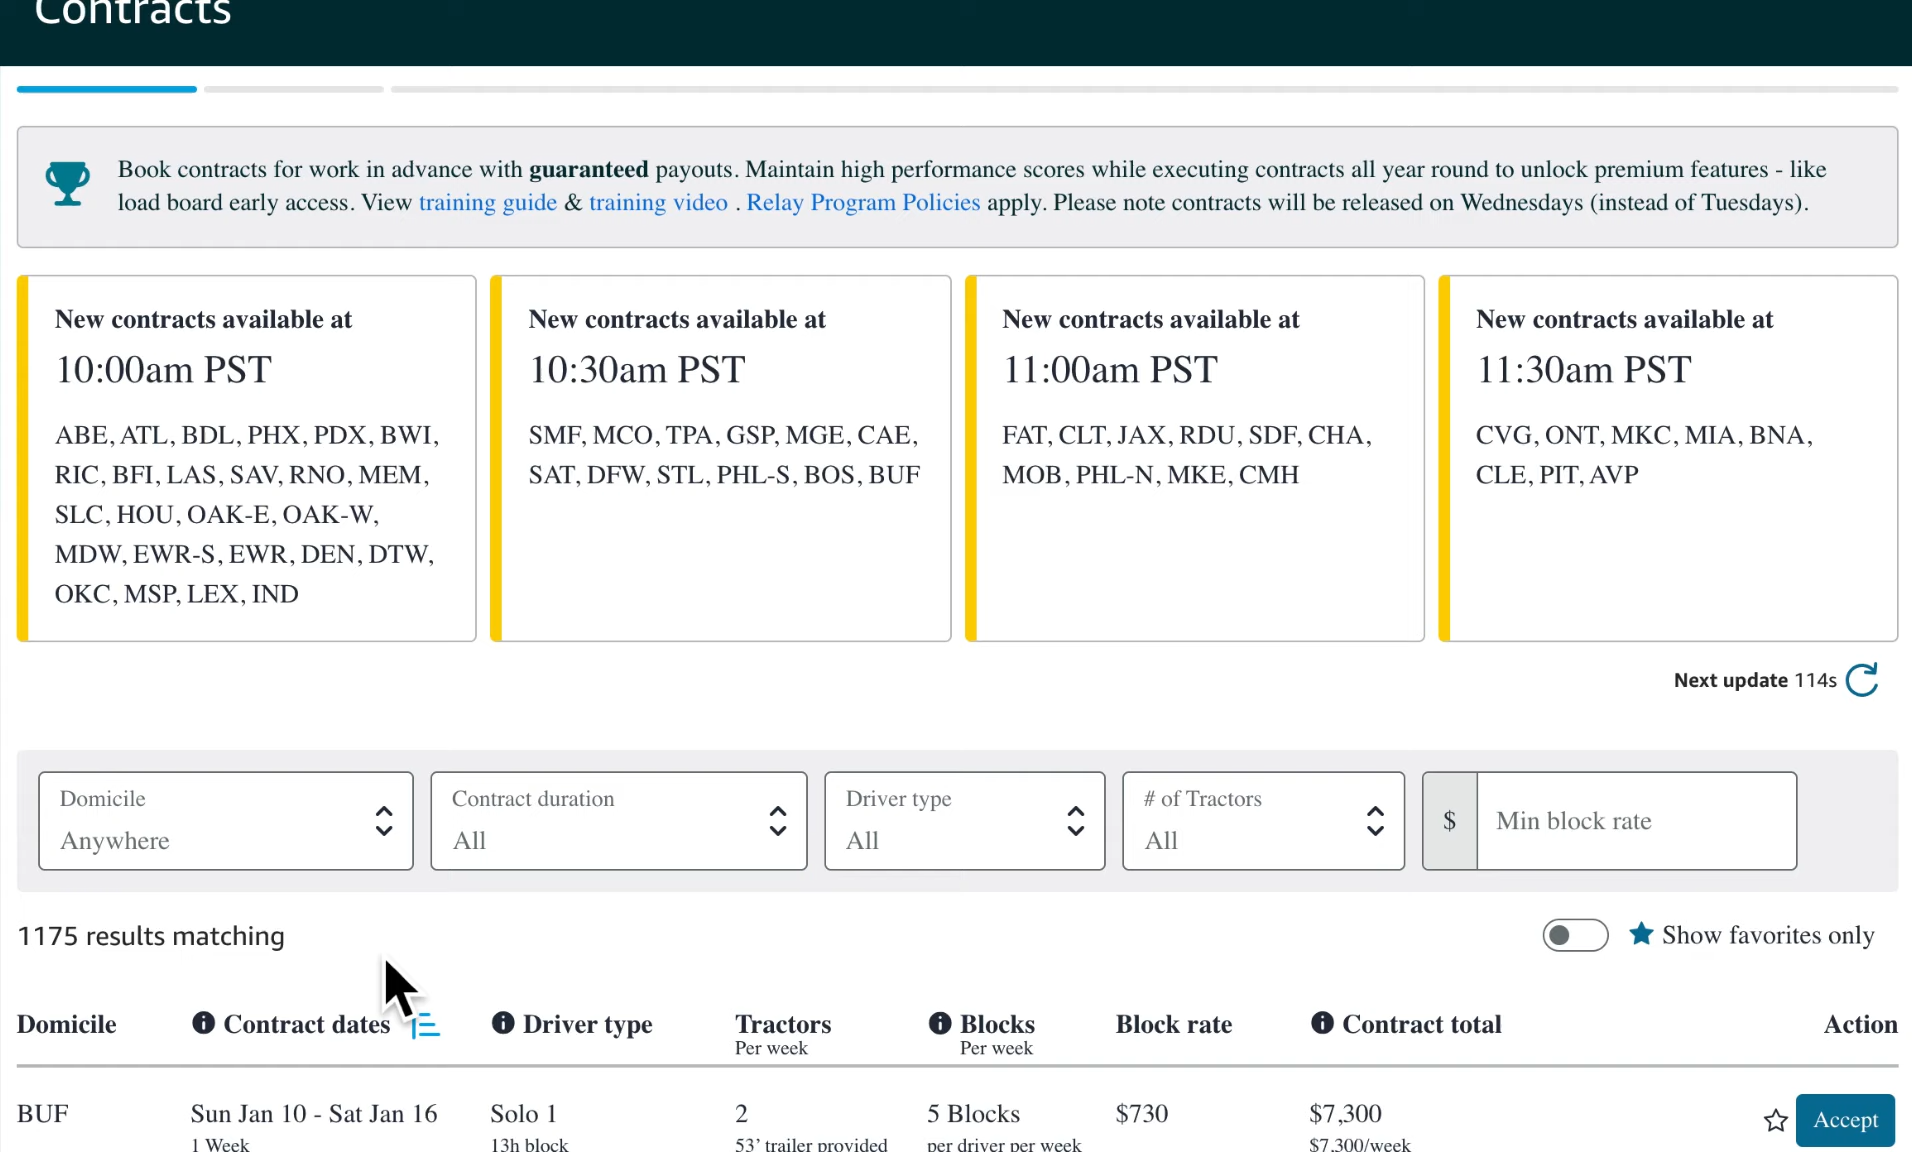 Contracts
Book contracts for work in advance with guaranteed payouts. Maintain high performance scores while executing contracts all year round to unlock premium features - like
load board early access. View training guide & training video . Relay Program Policies apply. Please note contracts will be released on Wednesdays (instead of Tuesdays).
New contracts available at
10:00am PST
ABE, ATL, BDL, PHX, PDX, BWI,
RIC, BFI, LAS, SAV, RNO, MEM,
SLC, HOU, OAK-E, OAK-W,
MDW, EWR-S, EWR, DEN, DTW,
OKC, MSP, LEX, IND
New contracts available at
10:30am PST
SMF, MCO, TPA, GSP, MGE, CAE,
SAT, DFW, STL, PHL-S, BOS, BUF
New contracts available at
11:00am PST
FAT, CLT, JAX, RDU, SDF, CHA,
MOB, PHL-N, MKE, CMH
New contracts available at
11:30am PST
CVG, ONT, MKC, MIA, BNA,
CLE, PIT, AVP
Next update 114s
Domicile
Anywhere
Contract duration
All
Driver type
All
# of Tractors
All
$ Min block rate
1175 results matching
Show favorites only
Domicile Contract dates Driver type Tractors Blocks Block rate Contract total Action
Per week Per week
BUF Sun Jan 10 - Sat Jan 16 Solo 1 2 5 Blocks $730 $7,300 Accept
1 Week 13h block 53’ trailer provided per driver per week $7,300/week